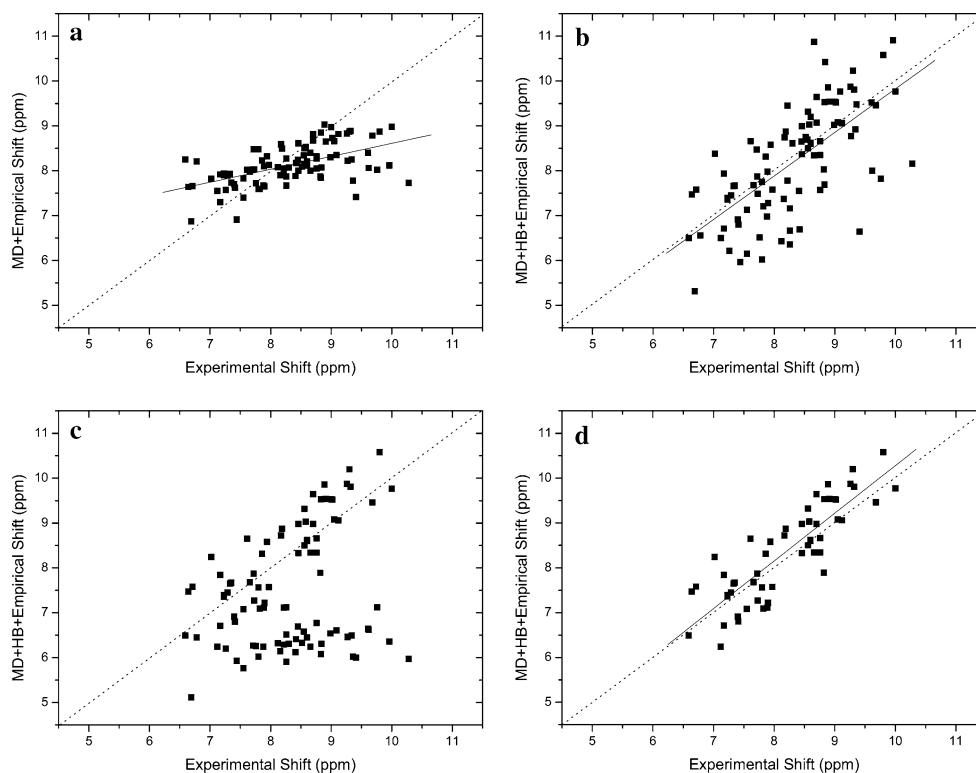 a
11
10
9
8
7
6
5
MD+Empirical Shift (ppm)
5 6 7 8 9 10 11
Experimental Shift (ppm)
b
11
10
9
8
7
6
5
MD+HB+Empirical Shift (ppm)
5 6 7 8 9 10 11
Experimental Shift (ppm)
c
11
10
9
8
7
6
5
MD+HB+Empirical Shift (ppm)
5 6 7 8 9 10 11
Experimental Shift (ppm)
d
11
10
9
8
7
6
5
MD+HB+Empirical Shift (ppm)
5 6 7 8 9 10 11
Experimental Shift (ppm)